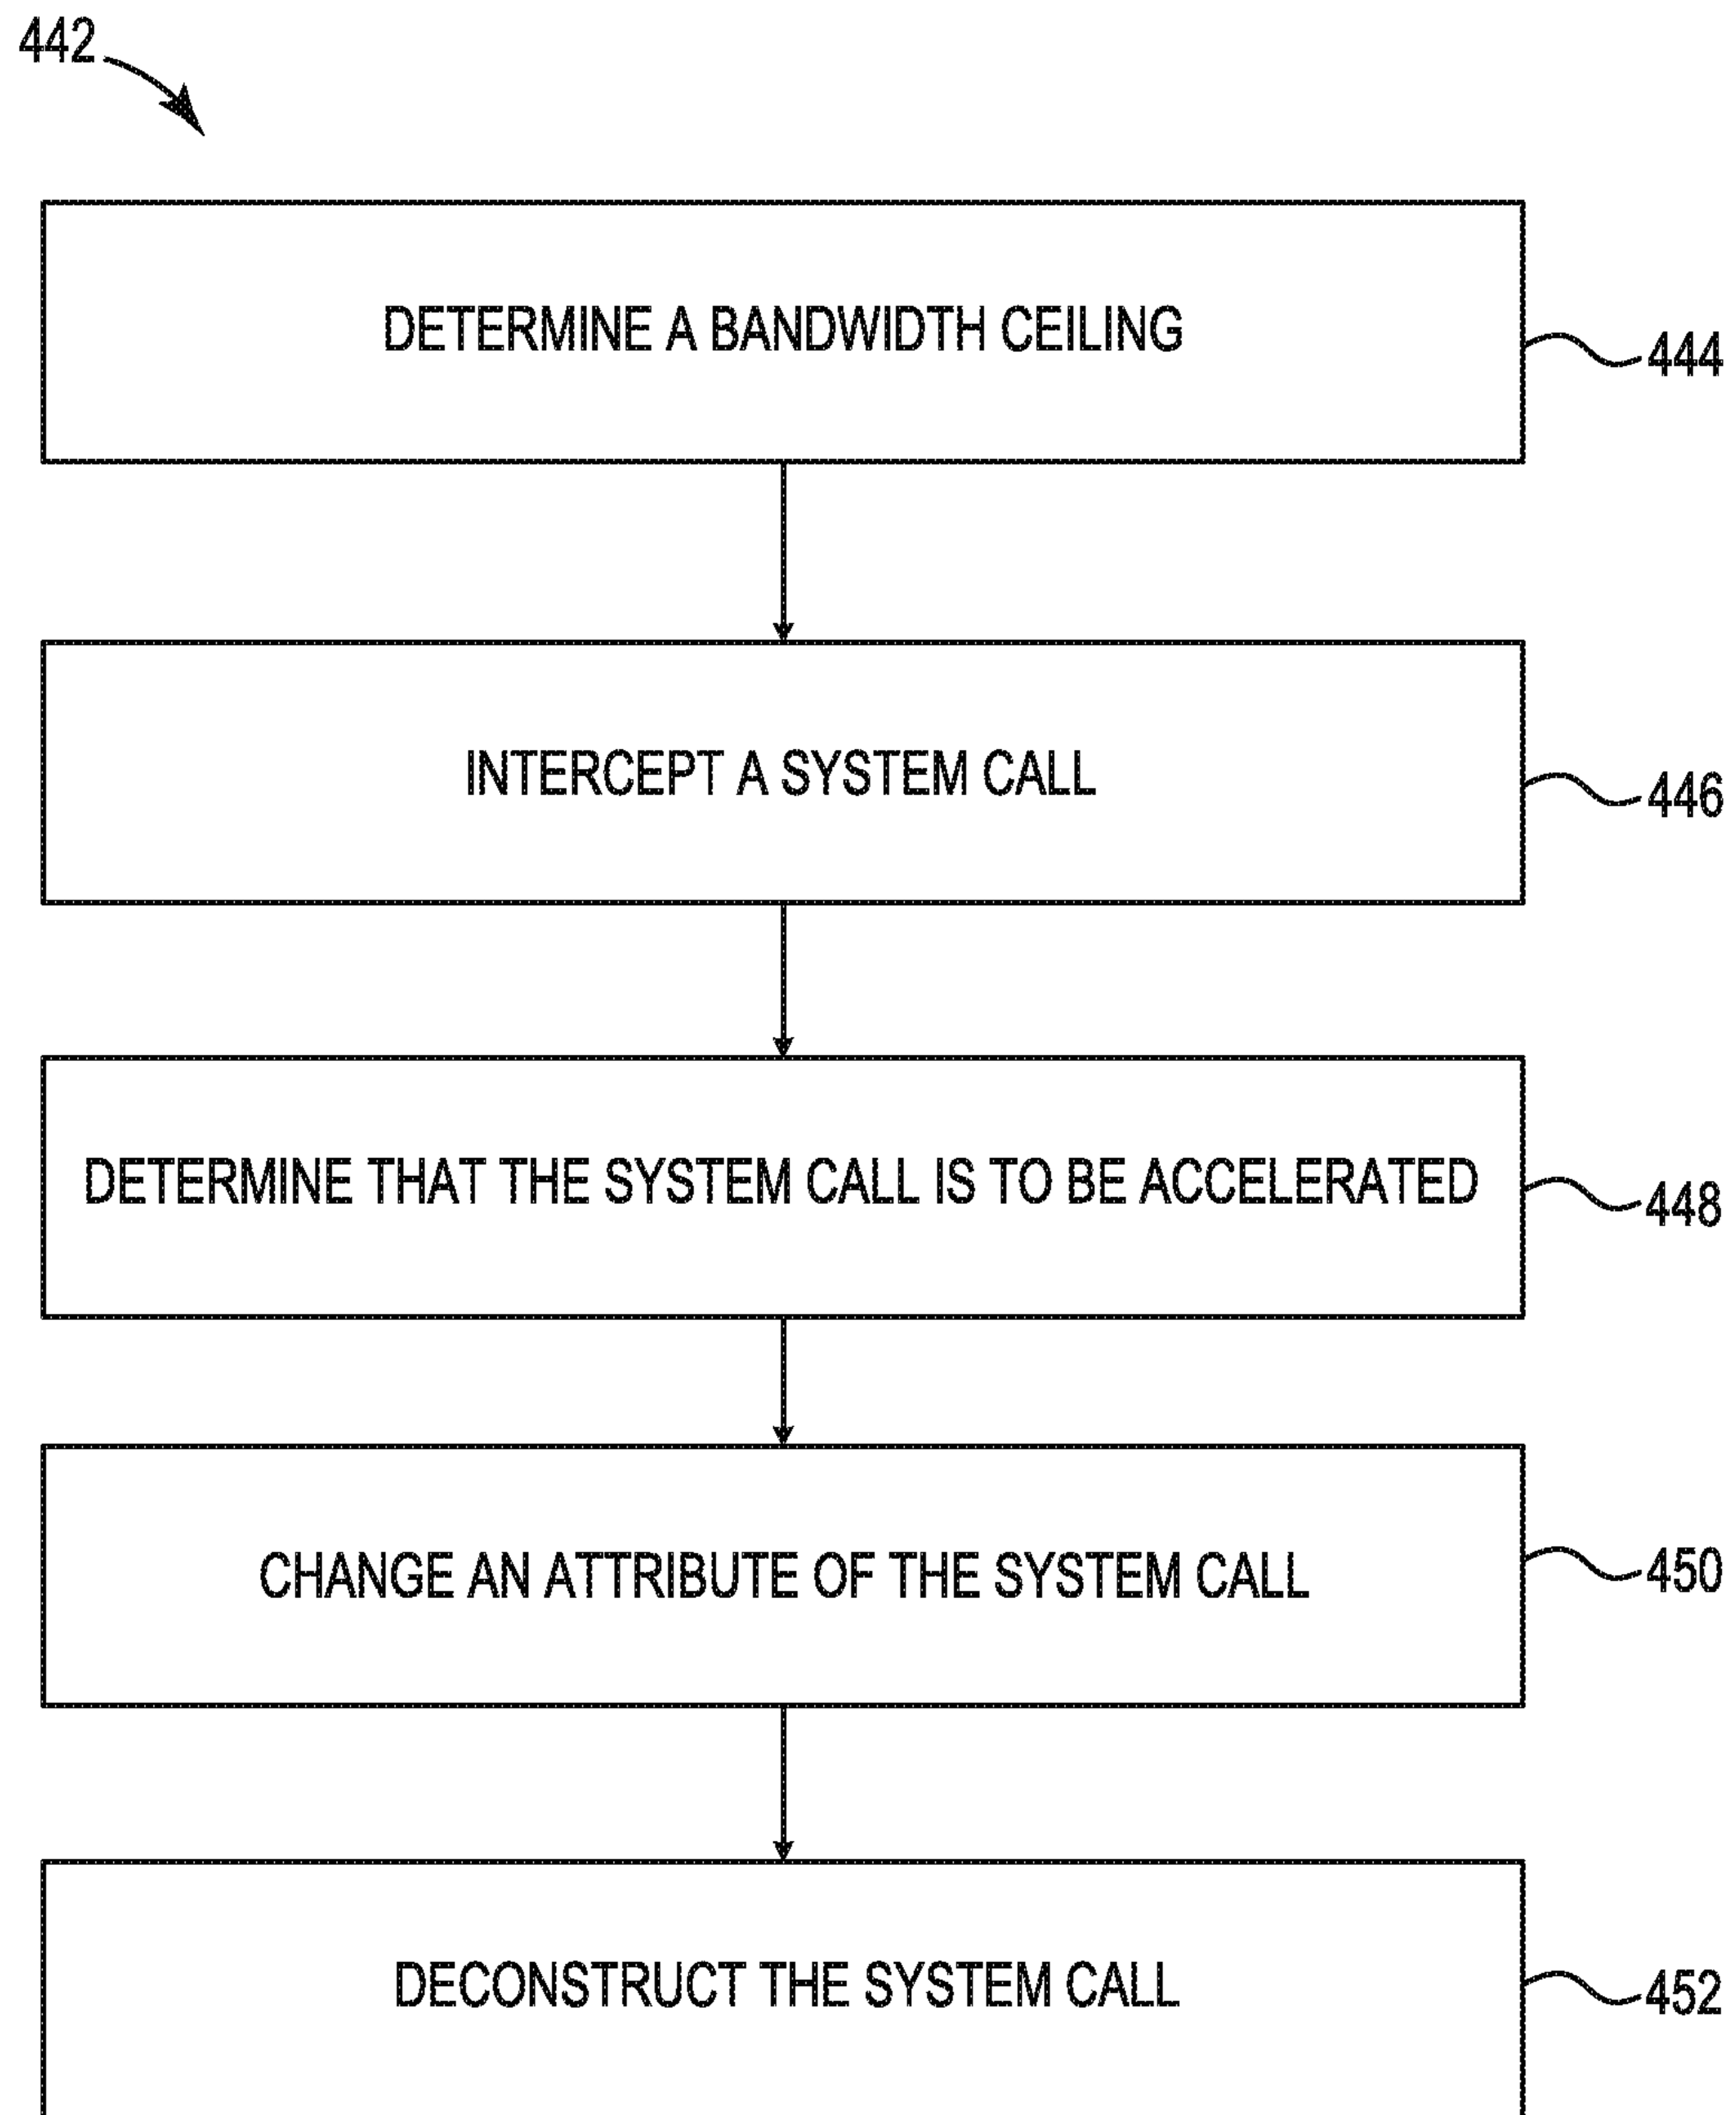 442
DETERMINE A BANDWIDTH CEILING
444
INTERCEPT A SYSTEM CALL
446
DETERMINE THAT THE SYSTEM CALL IS TO BE ACCELERATED
448
CHANGE AN ATTRIBUTE OF THE SYSTEM CALL
450
DECONSTRUCT THE SYSTEM CALL
452